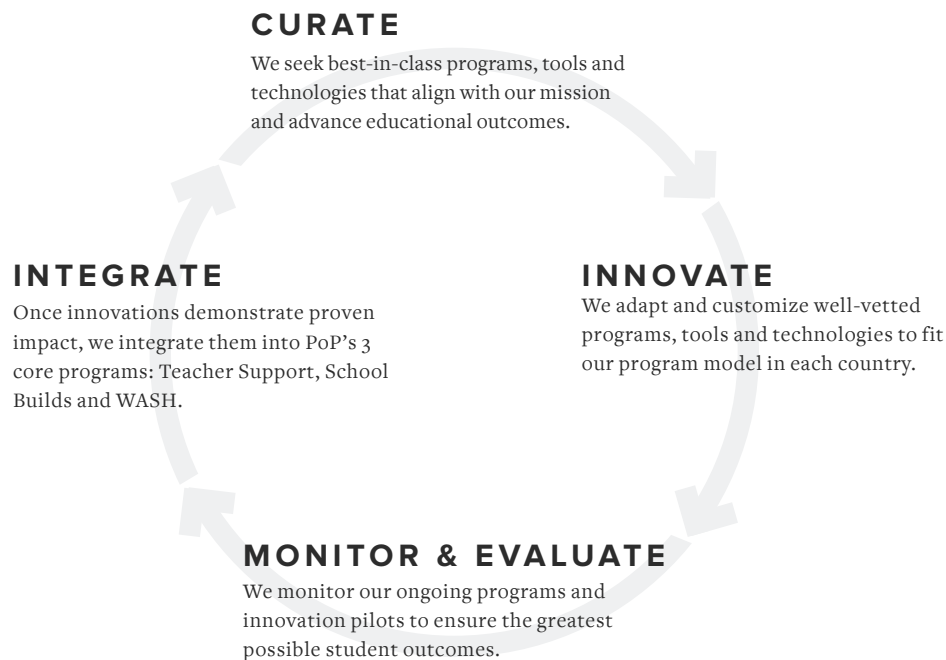 CURATE
We seek best-in-class programs, tools and
technologies that align with our mission
and advance educational outcomes.
INNOVATE
We adapt and customize well-vetted
programs, tools and technologies to fit
our program model in each country.
MONITOR & EVALUATE
We monitor our ongoing programs and
innovation pilots to ensure the greatest
possible student outcomes.
INTEGRATE
Once innovations demonstrate proven
impact, we integrate them into PoP’s 3
core programs: Teacher Support, School
Builds and WASH.